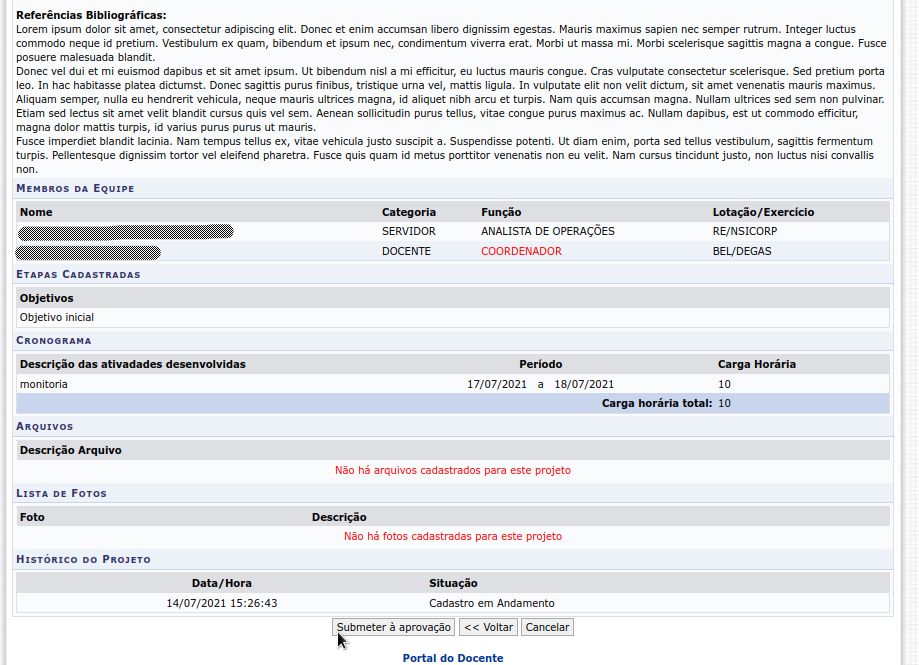 Referências Bibliográficas:
Lorem ipsum dolor sit amet, consectetur adipiscing elit. Donec et enim accumsan libero dignissim egestas. Mauris maximus sapien nec semper rutrum. Integer luctus
commodo neque id pretium. Vestibulum ex quam, bibendum et ipsum nec, condimentum viverra erat. Morbi ut massa mi. Morbi scelerisque sagittis magna a congue. Fusce
posuere malesuada blandit.
Donec vel dui et mi euismod dapibus et sit amet ipsum. Ut bibendum nisl a mi efficitur, eu luctus mauris congue. Cras vulputate consectetur scelerisque. Sed pretium porta
leo. In hac habitasse platea dictumst. Donec sagittis purus finibus, tristique urna vel, mattis ligula. In vulputate elit non velit dictum, sit amet venenatis mauris maximus.
Aliquam semper, nulla eu hendrerit vehicula, neque mauris ultrices magna, id aliquet nibh arcu et turpis. Nam quis accumsan magna. Nullam ultrices sed sem non pulvinar.
Etiam sed lectus sit amet velit blandit cursus quis vel sem. Aenean sollicitudin purus tellus, vitae congue purus maximus ac. Nullam dapibus, est ut commodo efficitur,
magna dolor mattis turpis, id varius purus purus ut mauris.
Fusce imperdiet blandit lacinia. Nam tempus tellus ex, vitae vehicula justo suscipit a. Suspendisse potenti. Ut diam enim, porta sed tellus vestibulum, sagittis fermentum
turpis. Pellentesque dignissim tortor vel eleifend pharetra. Fusce quis quam id metus porttitor venenatis non eu velit. Nam cursus tincidunt justo, non luctus nisi convallis
non.
Membros da Equipe
Nome Categoria Função Lotação/Exercício
SERVIDOR ANALISTA DE OPERAÇÕES RE/NSICORP
DOCENTE COORDENADOR BEL/DEGAS
Etapas Cadastradas
Objetivos
Objetivo inicial
Cronograma
Descrição das ativadades desenvolvidas Período Carga Horária
monitoria 17/07/2021 a 18/07/2021 10
Carga horária total: 10
Arquivos
Descrição Arquivo
Não há arquivos cadastrados para este projeto
Lista de Fotos
Foto Descrição
Não há fotos cadastradas para este projeto
Histórico do Projeto
Data/Hora Situação
14/07/2021 15:26:43 Cadastro em Andamento
Submeter à aprovação << Voltar Cancelar
Portal do Docente